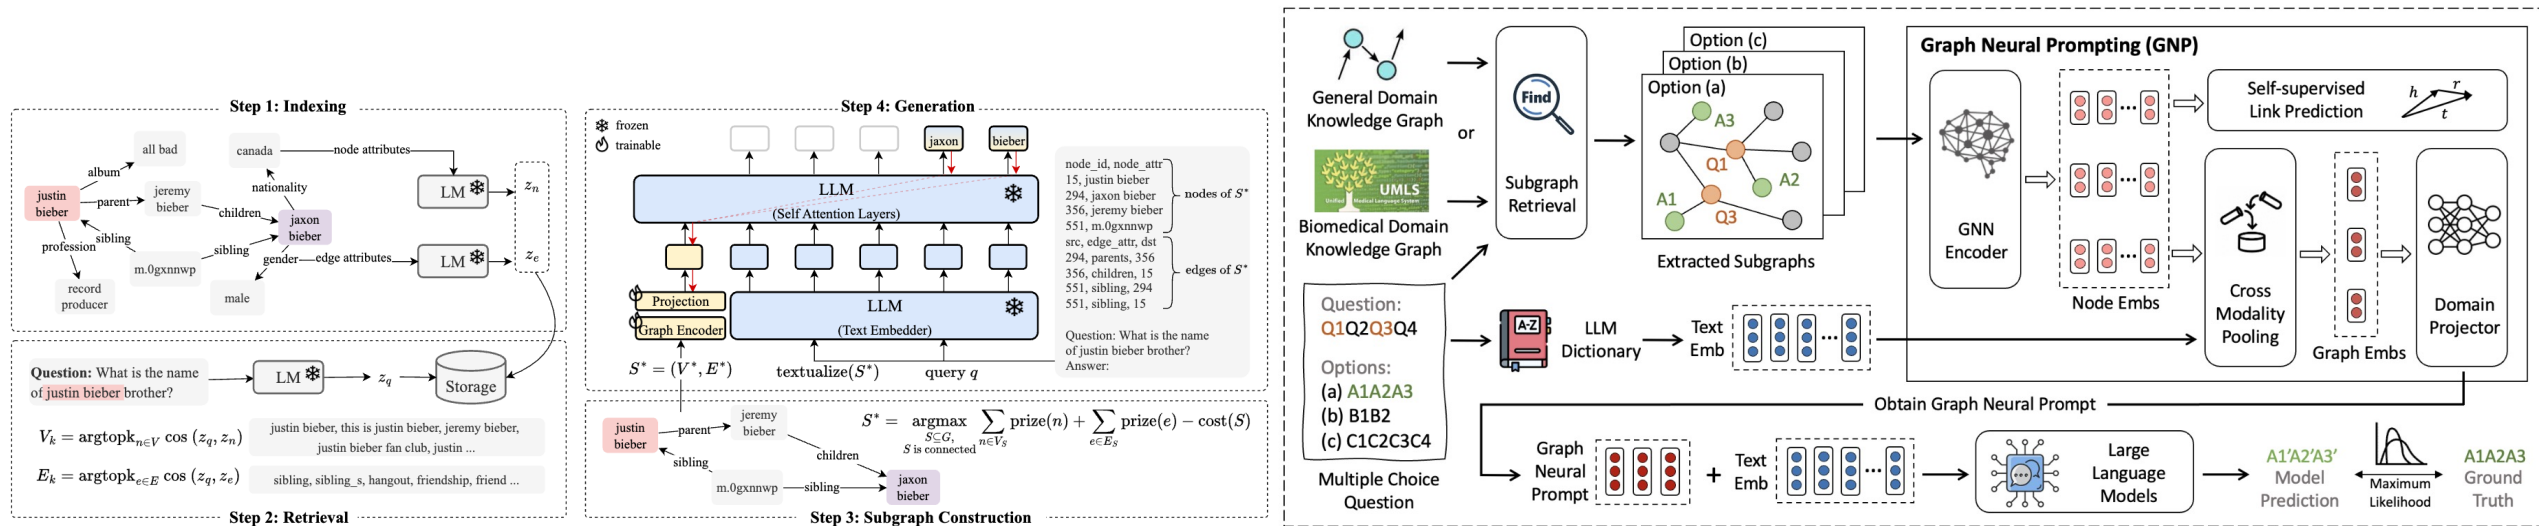 Step 1: Indexing
all bad
canada
node attributes
album
LM
z_n
justin
bieber
parent
jeremy
bieber
nationality
children
jaxon
bieber
sibling
profession
sibling
gender
edge attributes
LM
z_e
m.0gxnnwp
record
producer
male
Question: What is the name
of justin bieber brother?
LM
z_q
Storage
V_k = argtopk_{n∈V} cos (z_q, z_n)
justin bieber, this is justin bieber, jeremy bieber,
justin bieber fan club, justin ...
E_k = argtopk_{e∈E} cos (z_q, z_e)
sibling, sibling_s, hangout, friendship, friend ...
Step 2: Retrieval
Step 4: Generation
frozen
trainable
jaxon
bieber
LLM
(Self Attention Layers)
Projection
Graph Encoder
LLM
(Text Embedder)
S* = (V*, E*)
textualize(S*)
query q
node_id, node_attr
15, justin bieber
294, jaxon bieber
356, jeremy bieber
551, m.0gxnnwp
nodes of S*
src, edge_attr, dst
294, parents, 356
356, children, 15
551, sibling, 294
551, sibling, 15
edges of S*
Question: What is the name
of justin bieber brother?
Answer:
justin
bieber
parent
jeremy
bieber
sibling
children
m.0gxnnwp
sibling
jaxon
bieber
S* = argmax ∑ prize(n) + ∑ prize(e) − cost(S)
S⊆G, n∈V_S e∈E_S
S is connected
Step 3: Subgraph Construction
General Domain
Knowledge Graph
or
UMLS
Unified Medical Language System
Biomedical Domain
Knowledge Graph
Find
Subgraph
Retrieval
Option (c)
Option (b)
Option (a)
A3
Q1
A2
A1
Q3
Extracted Subgraphs
Graph Neural Prompting (GNP)
GNN
Encoder
Node Embs
Self-supervised
Link Prediction
h
r
t
Cross
Modality
Pooling
Graph Embs
Domain
Projector
Question:
Q1Q2Q3Q4
Options:
(a) A1A2A3
(b) B1B2
(c) C1C2C3C4
Multiple Choice
Question
A-Z
LLM
Dictionary
Text
Emb
Obtain Graph Neural Prompt
Graph
Neural
Prompt
+
Text
Emb
Large
Language
Models
A1'A2'A3'
Model
Prediction
Maximum
Likelihood
A1A2A3
Ground
Truth